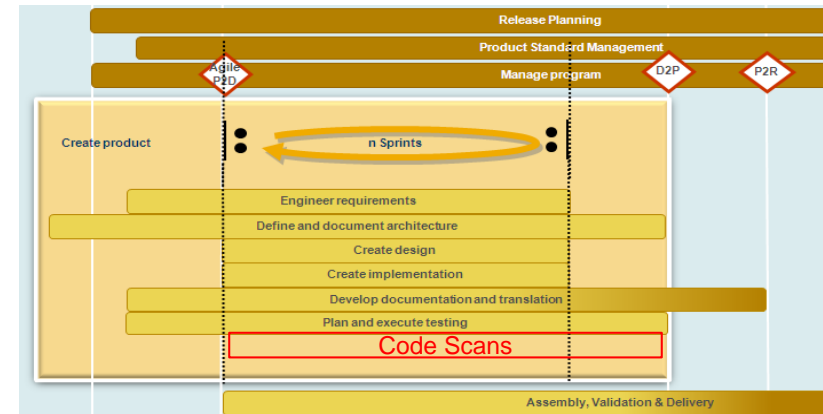 Release Planning
Product Standard Management
Manage program
Agile
P2D
D2P
P2R
Create product
n Sprints
Engineer requirements
Define and document architecture
Create design
Create implementation
Develop documentation and translation
Plan and execute testing
Code Scans
Assembly, Validation & Delivery